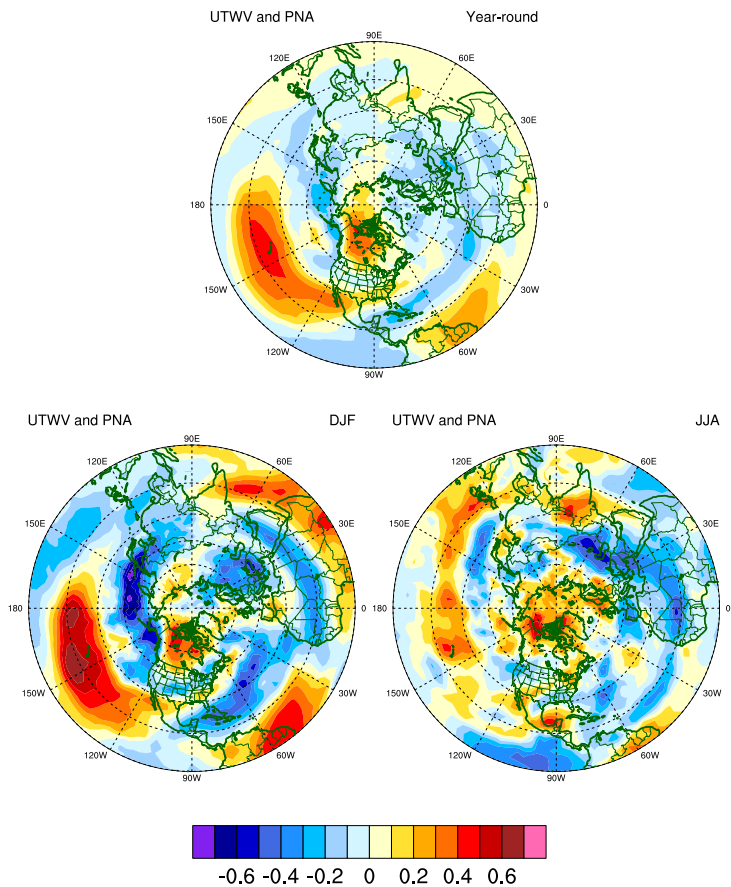 UTWV and PNA Year-round
90E
120E 60E
150E 30E
180 0
150W 30W
120W 60W
90W
UTWV and PNA DJF
90E
120E 60E
150E 30E
180 0
150W 30W
120W 60W
90W
UTWV and PNA JJA
90E
120E 60E
150E 30E
180 0
150W 30W
120W 60W
90W
-0.6 -0.4 -0.2 0 0.2 0.4 0.6